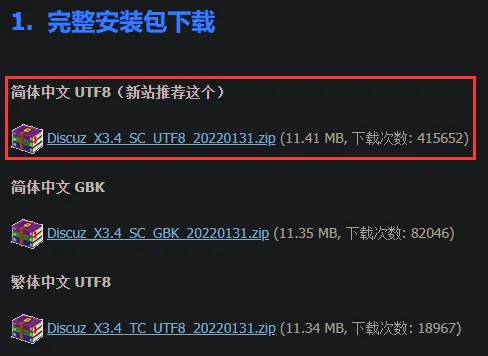 1. 完整安装包下载
简体中文 UTF8（新站推荐这个）
Discuz_X3.4_SC_UTF8_20220131.zip (11.41 MB, 下载次数: 415652)
简体中文 GBK
Discuz_X3.4_SC_GBK_20220131.zip (11.35 MB, 下载次数: 82046)
繁体中文 UTF8
Discuz_X3.4_TC_UTF8_20220131.zip (11.34 MB, 下载次数: 18967)